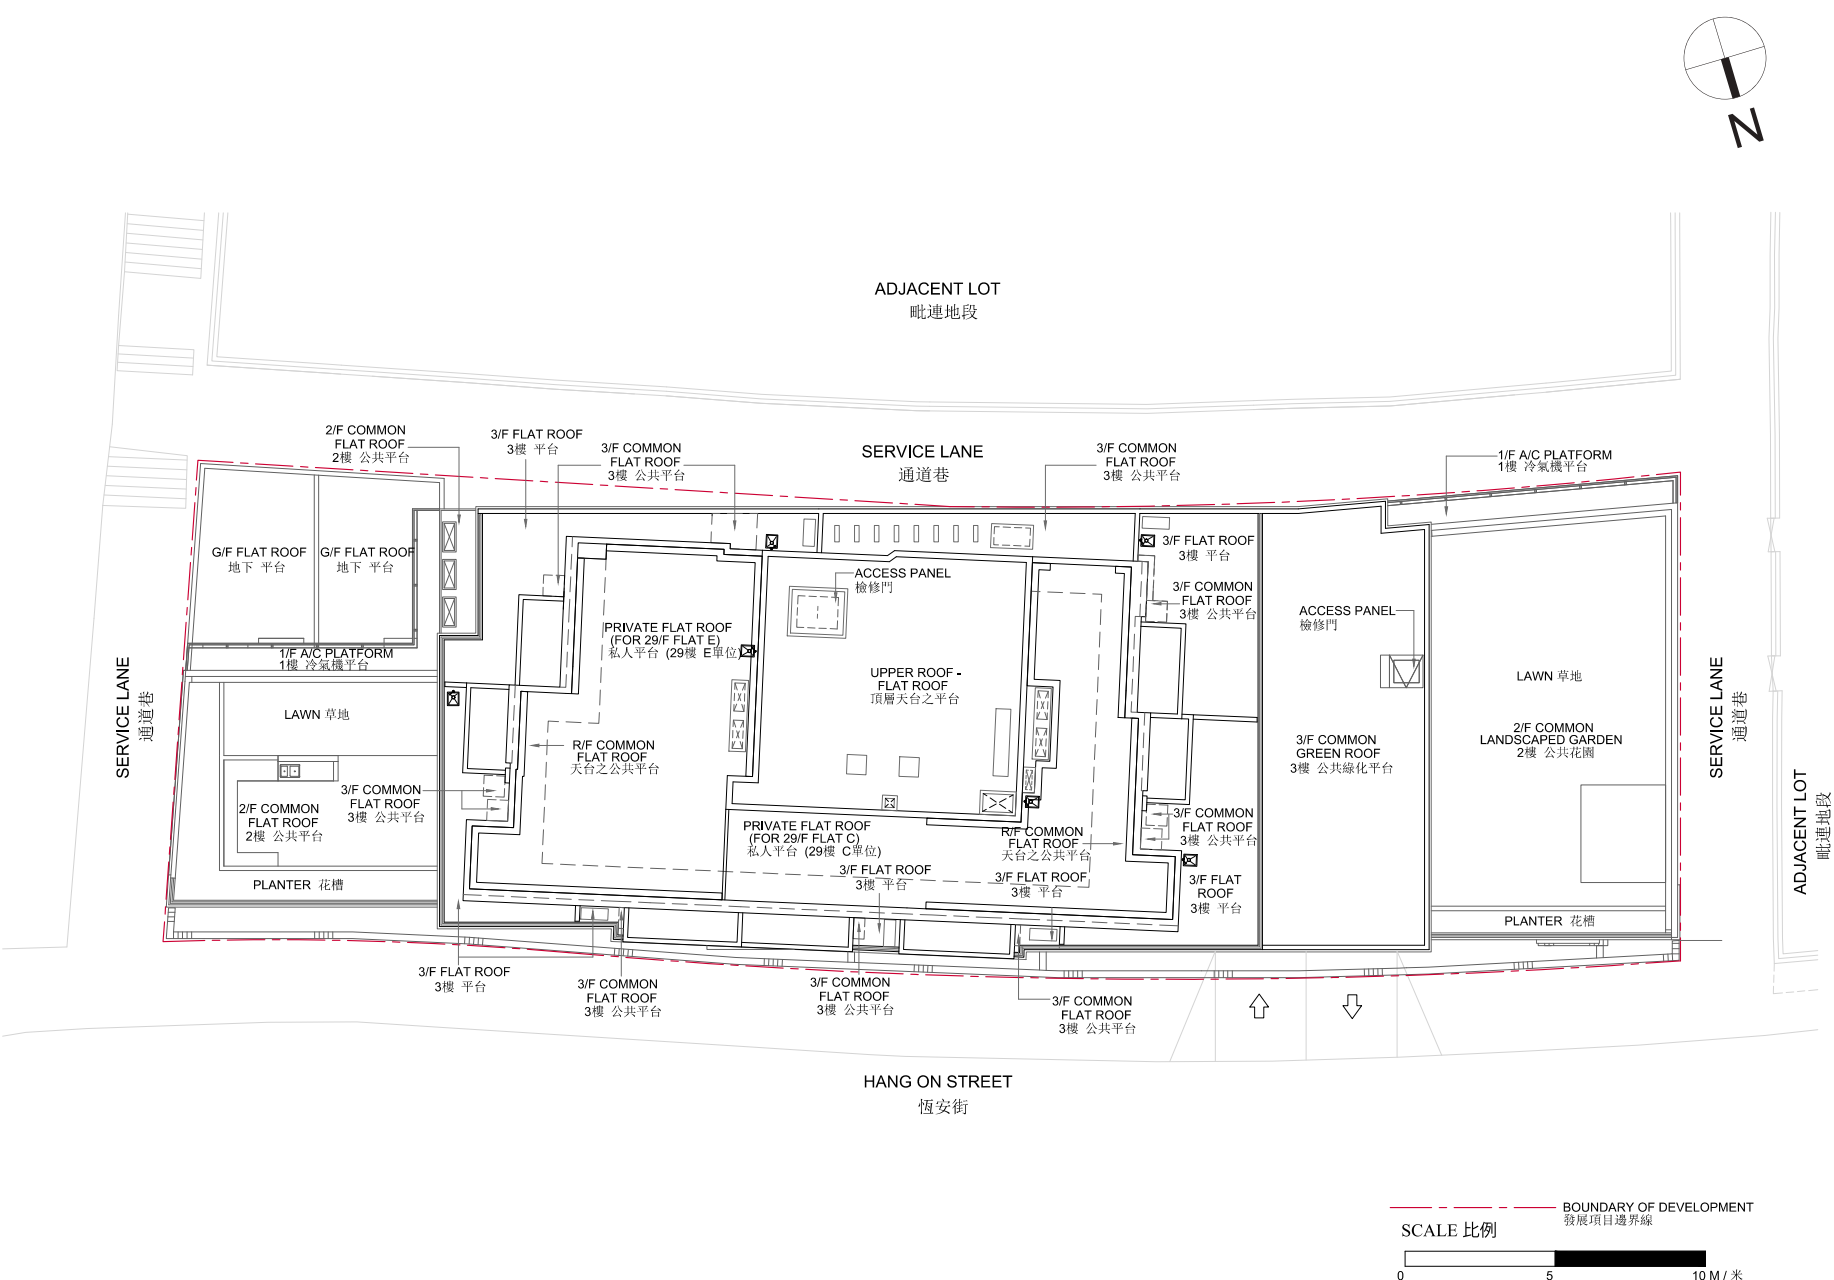 N
ADJACENT LOT
毗連地段
2/F COMMON
FLAT ROOF
2樓 公共平台
3/F FLAT ROOF
3樓 平台
3/F COMMON
FLAT ROOF
3樓 公共平台
SERVICE LANE
通道巷
3/F COMMON
FLAT ROOF
3樓 公共平台
1/F A/C PLATFORM
1樓 冷氣機平台
G/F FLAT ROOF
地下 平台
G/F FLAT ROOF
地下 平台
3/F FLAT ROOF
3樓 平台
ACCESS PANEL
檢修門
3/F COMMON
FLAT ROOF
3樓 公共平台
ACCESS PANEL
檢修門
PRIVATE FLAT ROOF
(FOR 29/F FLAT E)
私人平台 (29樓 E單位)
1/F A/C PLATFORM
1樓 冷氣機平台
UPPER ROOF -
FLAT ROOF
頂層天台之平台
LAWN 草地
SERVICE LANE
通道巷
LAWN 草地
SERVICE LANE
通道巷
2/F COMMON
LANDSCAPED GARDEN
2樓 公共花園
3/F COMMON
GREEN ROOF
3樓 公共綠化平台
R/F COMMON
FLAT ROOF
天台之公共平台
3/F COMMON
FLAT ROOF
3樓 公共平台
2/F COMMON
FLAT ROOF
2樓 公共平台
PRIVATE FLAT ROOF
(FOR 29/F FLAT C)
私人平台 (29樓 C單位)
R/F COMMON
FLAT ROOF
天台之公共平台
3/F COMMON
FLAT ROOF
3樓 公共平台
ADJACENT LOT
毗連地段
3/F FLAT ROOF
3樓 平台
3/F FLAT ROOF
3樓 平台
3/F FLAT
ROOF
3樓 平台
PLANTER 花槽
PLANTER 花槽
3/F FLAT ROOF
3樓 平台
3/F COMMON
FLAT ROOF
3樓 公共平台
3/F COMMON
FLAT ROOF
3樓 公共平台
3/F COMMON
FLAT ROOF
3樓 公共平台
HANG ON STREET
恆安街
BOUNDARY OF DEVELOPMENT
發展項目邊界線
SCALE 比例
0 5 10 M / 米